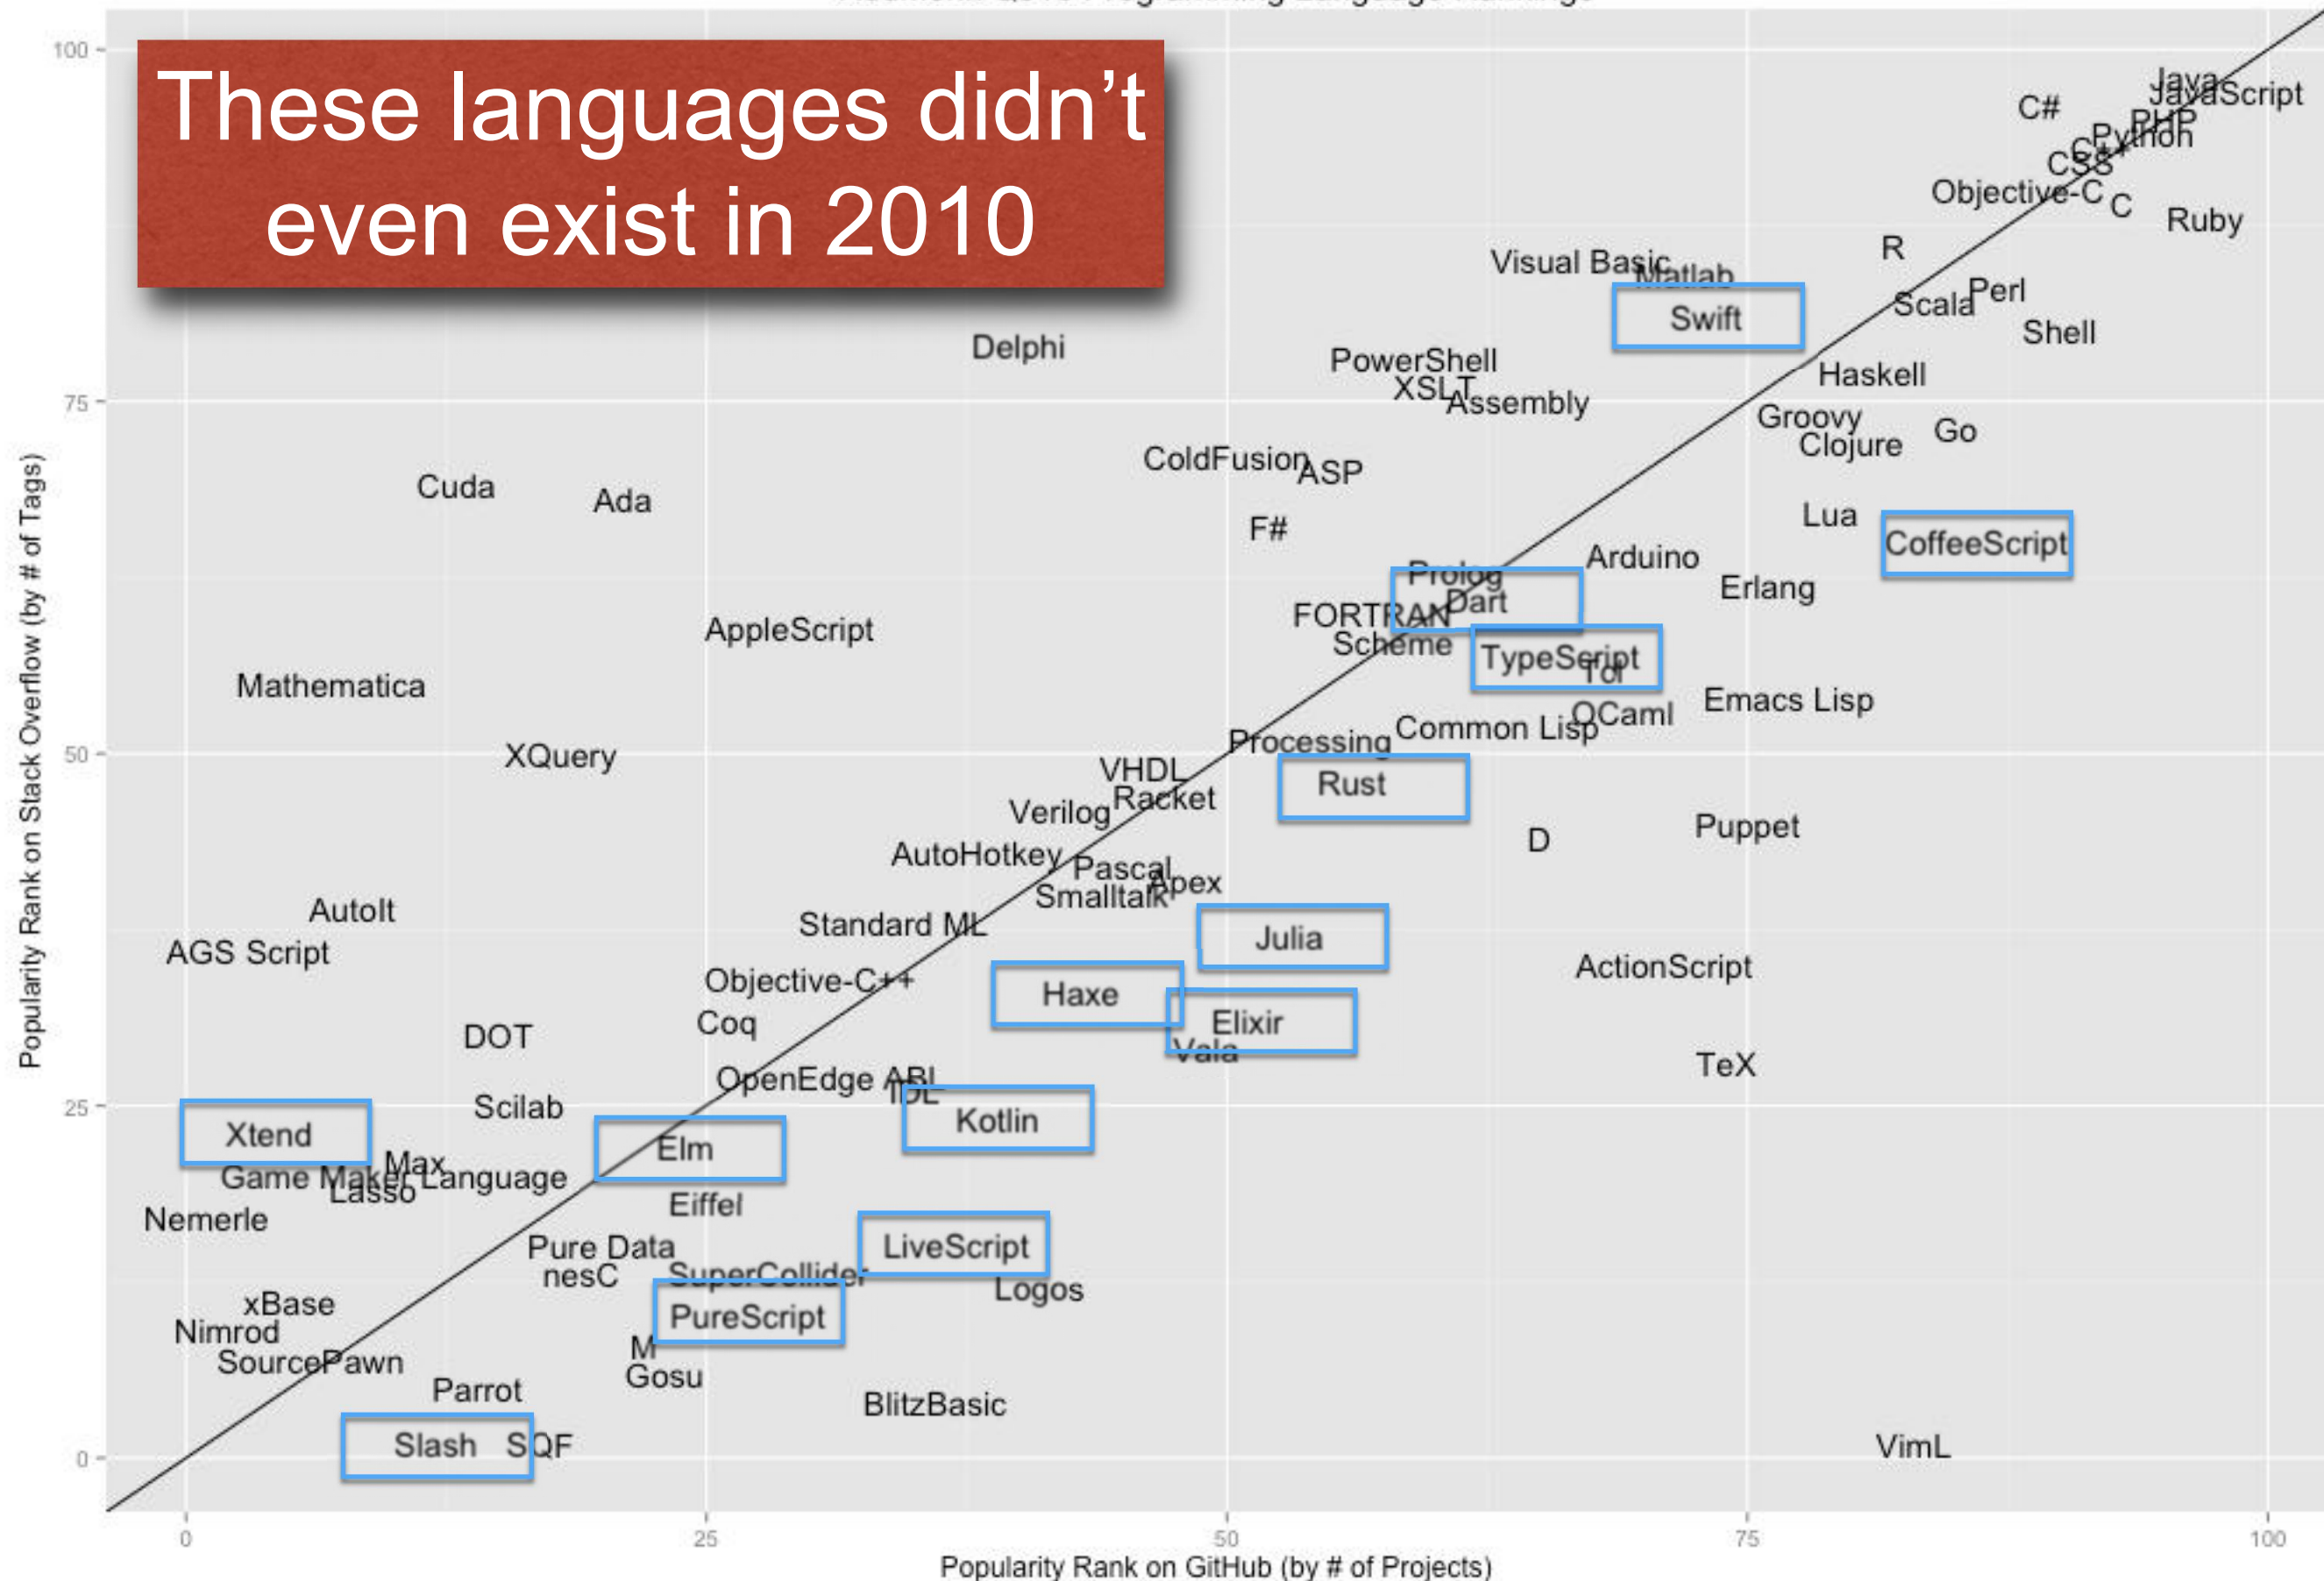 100
These languages didn't
even exist in 2010
Java
JavaScript
C#
PHP
Python
C++
CSS
Objective-C
C
Ruby
R
Visual Basic
Matlab
Perl
Scala
Swift
Shell
Delphi
PowerShell
Haskell
XSLT
75
Assembly
Groovy
Go
Clojure
ColdFusion
ASP
Cuda
Ada
Lua
F#
CoffeeScript
Arduino
Prolog
Erlang
Dart
FORTRAN
AppleScript
Scheme
TypeScript
Tcl
Mathematica
Emacs Lisp
OCaml
Common Lisp
Processing
50
XQuery
VHDL
Rust
Racket
Verilog
Puppet
D
AutoHotkey
Pascal
Apex
Smalltalk
AutoIt
Standard ML
Julia
AGS Script
ActionScript
Objective-C++
Haxe
Coq
Elixir
DOT
Vala
TeX
OpenEdge ABL
IDL
25
Scilab
Kotlin
Xtend
Elm
Max
Game Maker Language
Lasso
Eiffel
Nemerle
Pure Data
LiveScript
nesC
SuperCollider
Logos
xBase
PureScript
Nimrod
M
SourcePawn
Gosu
Parrot
BlitzBasic
Slash
SQF
VimL
0
0
25
50
75
100
Popularity Rank on GitHub (by # of Projects)
Popularity Rank on Stack Overflow (by # of Tags)